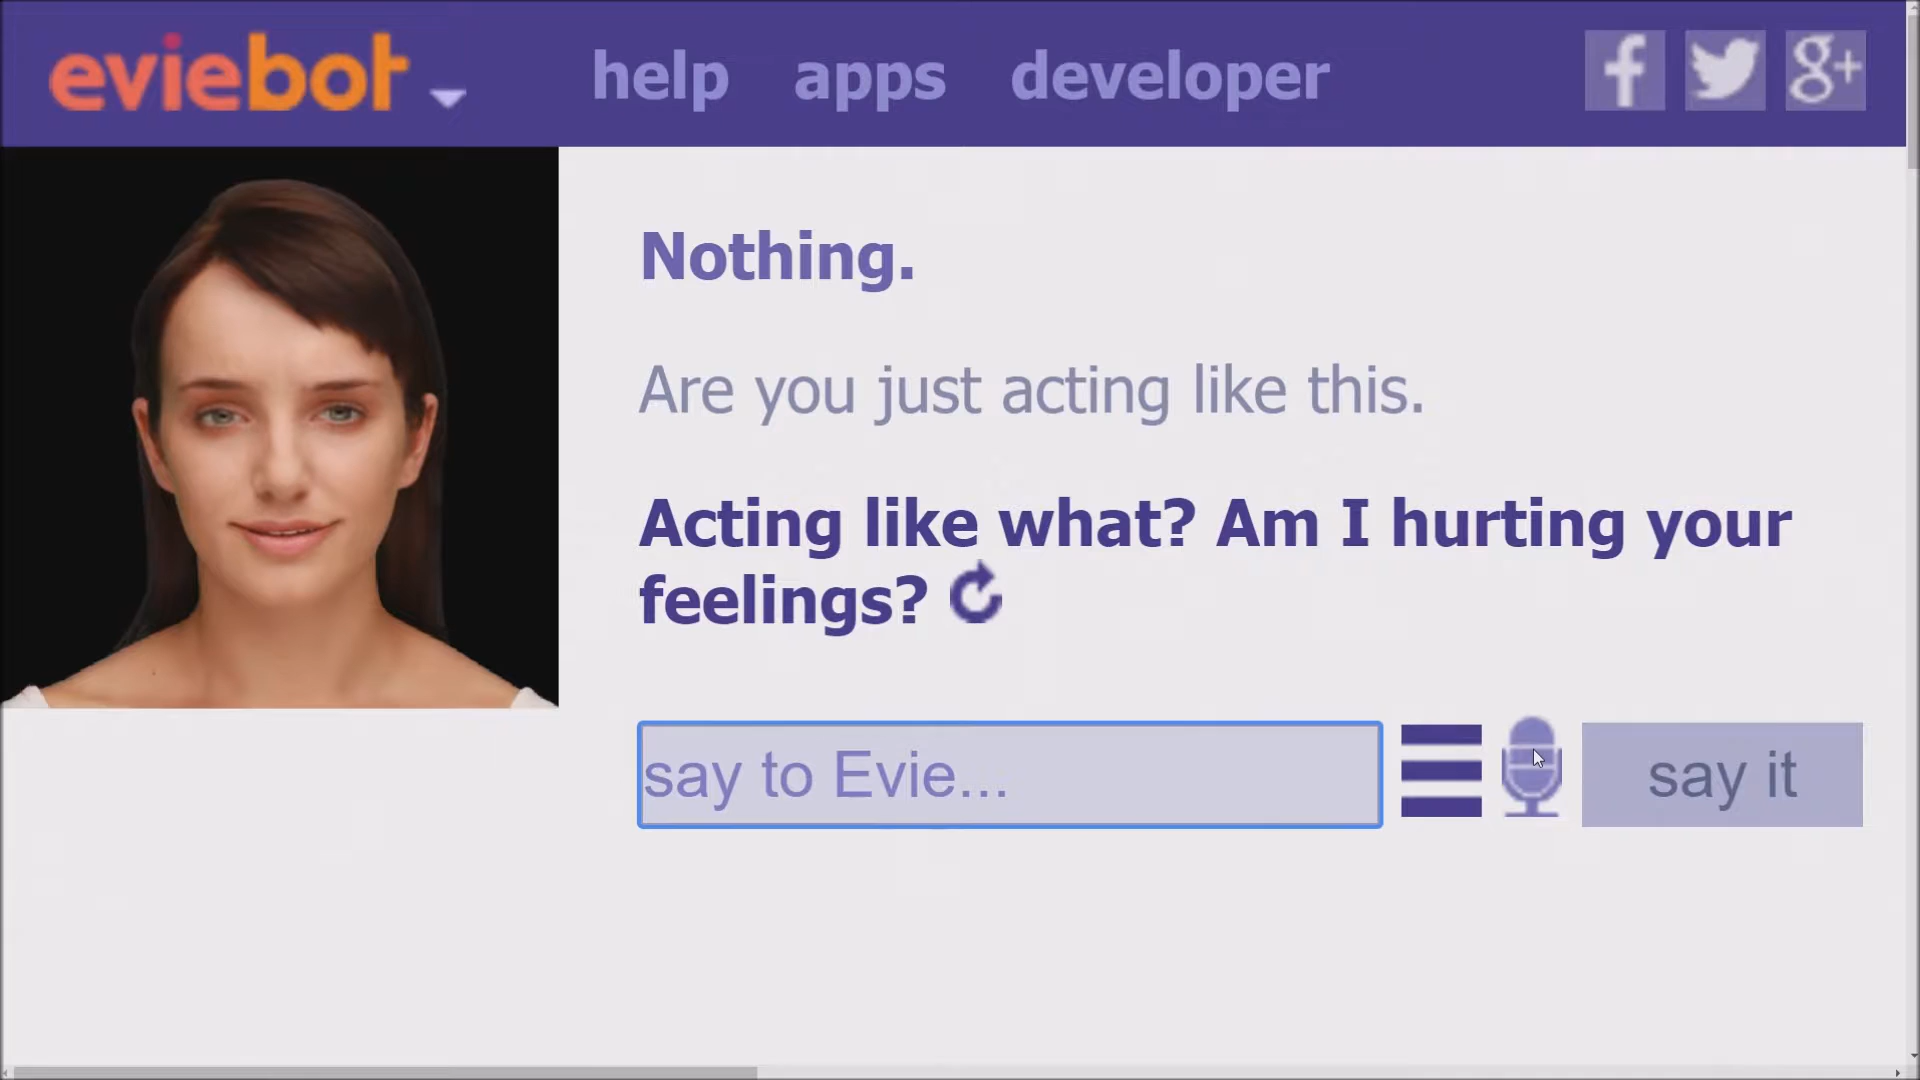 eviebot help apps developer f g+
Nothing.
Are you just acting like this.
Acting like what? Am I hurting your
feelings?
say to Evie... say it